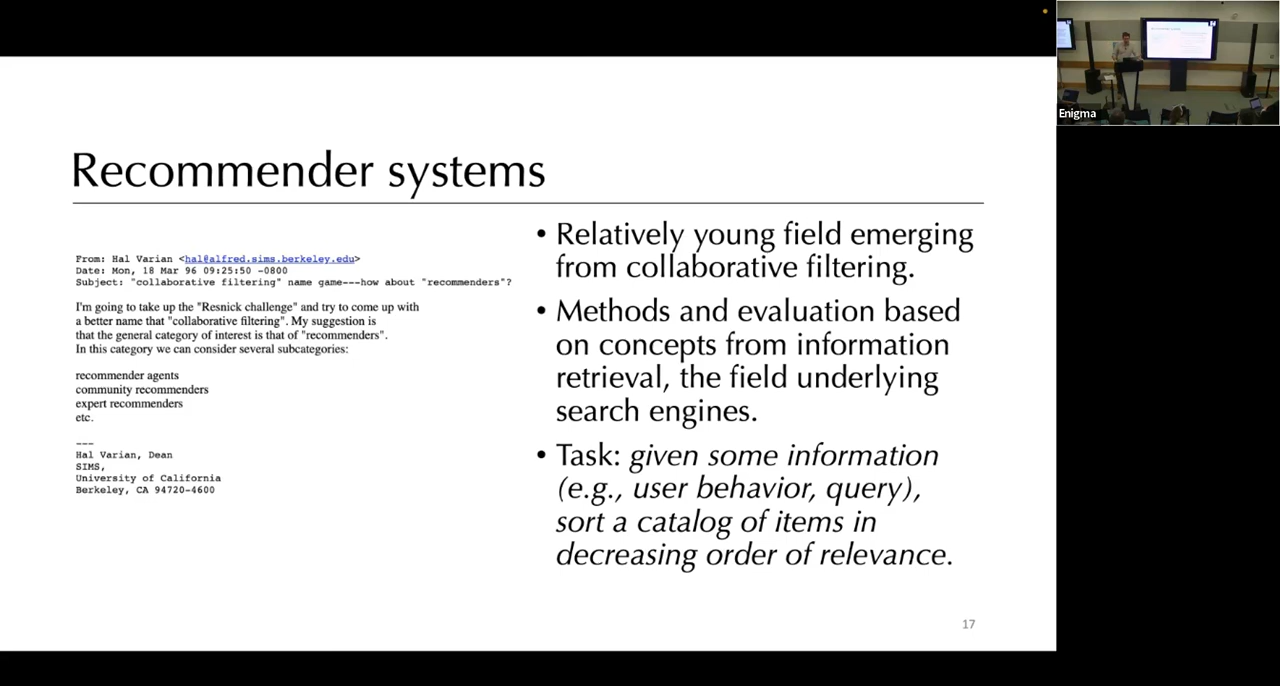 Enigma
Recommender systems
From: Hal Varian <hal@alfred.sims.berkeley.edu>
Date: Mon, 18 Mar 96 09:25:50 -0800
Subject: "collaborative filtering" name game---how about "recommenders"?
I'm going to take up the "Resnick challenge" and try to come up with
a better name that "collaborative filtering". My suggestion is
that the general category of interest is that of "recommenders".
In this category we can consider several subcategories:
recommender agents
community recommenders
expert recommenders
etc.
---
Hal Varian, Dean
SIMS,
University of California
Berkeley, CA 94720-4600
• Relatively young field emerging
from collaborative filtering.
• Methods and evaluation based
on concepts from information
retrieval, the field underlying
search engines.
• Task: given some information
(e.g., user behavior, query),
sort a catalog of items in
decreasing order of relevance.
17